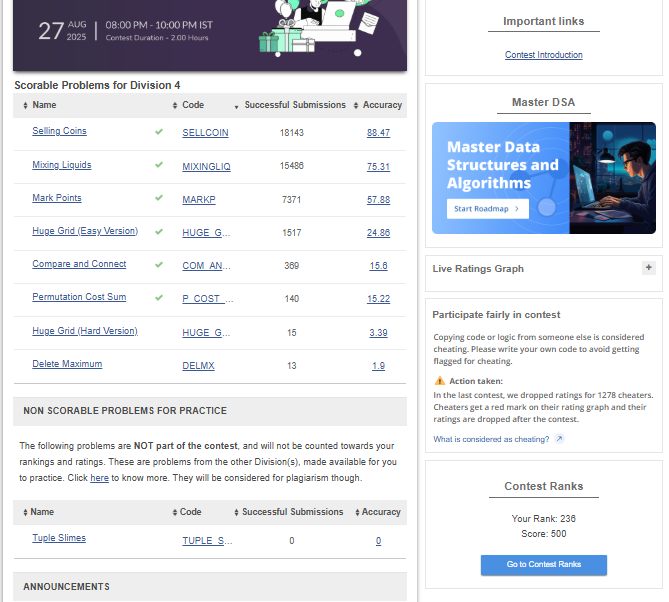 27 AUG 2025 08:00 PM - 10:00 PM IST
Contest Duration - 2.00 Hours
Scorable Problems for Division 4
Name Code Successful Submissions Accuracy
Selling Coins SELLCOIN 18143 88.47
Mixing Liquids MIXINGLIQ 15486 75.31
Mark Points MARKP 7371 57.88
Huge Grid (Easy Version) HUGE_G... 1517 24.86
Compare and Connect COM_AN... 369 15.6
Permutation Cost Sum P_COST_... 140 15.22
Huge Grid (Hard Version) HUGE_G... 15 3.39
Delete Maximum DELMX 13 1.9
NON SCORABLE PROBLEMS FOR PRACTICE
The following problems are NOT part of the contest, and will not be counted towards your
rankings and ratings. These are problems from the other Division(s), made available for you
to practice. Click here to know more. They will be considered for plagiarism though.
Name Code Successful Submissions Accuracy
Tuple Slimes TUPLE_S... 0 0
ANNOUNCEMENTS
Important links
Contest Introduction
Master DSA
Master Data
Structures and
Algorithms
Start Roadmap >
Live Ratings Graph +
Participate fairly in contest
Copying code or logic from someone else is considered
cheating. Please write your own code to avoid getting
flagged for cheating.
Action taken:
In the last contest, we dropped ratings for 1278 cheaters.
Cheaters get a red mark on their rating graph and their
ratings are dropped after the contest.
What is considered as cheating?
Contest Ranks
Your Rank: 236
Score: 500
Go to Contest Ranks